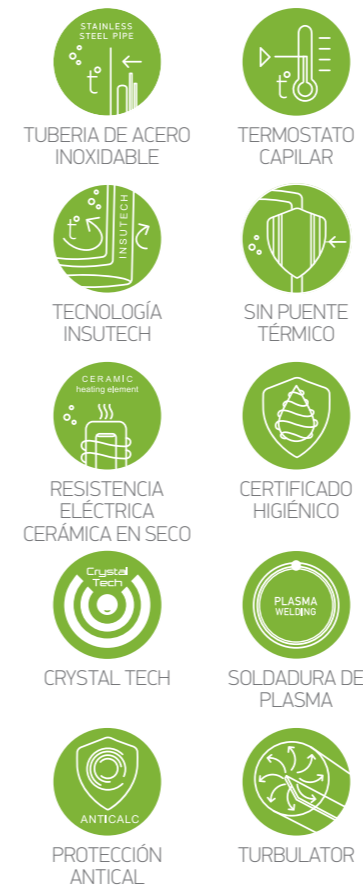 STAINLESS
STEEL PIPE
t°
TUBERIA DE ACERO
INOXIDABLE
t°
TERMOSTATO
CAPILAR
t°
INSUTECH
TECNOLOGÍA
INSUTECH
SIN PUENTE
TÉRMICO
CERAMIC
heating element
RESISTENCIA
ELÉCTRICA
CERÁMICA EN SECO
CERTIFICADO
HIGIÉNICO
Crystal
Tech
CRYSTAL TECH
PLASMA
WELDING
SOLDADURA DE
PLASMA
ANTICALC
PROTECCIÓN
ANTICAL
TURBULATOR